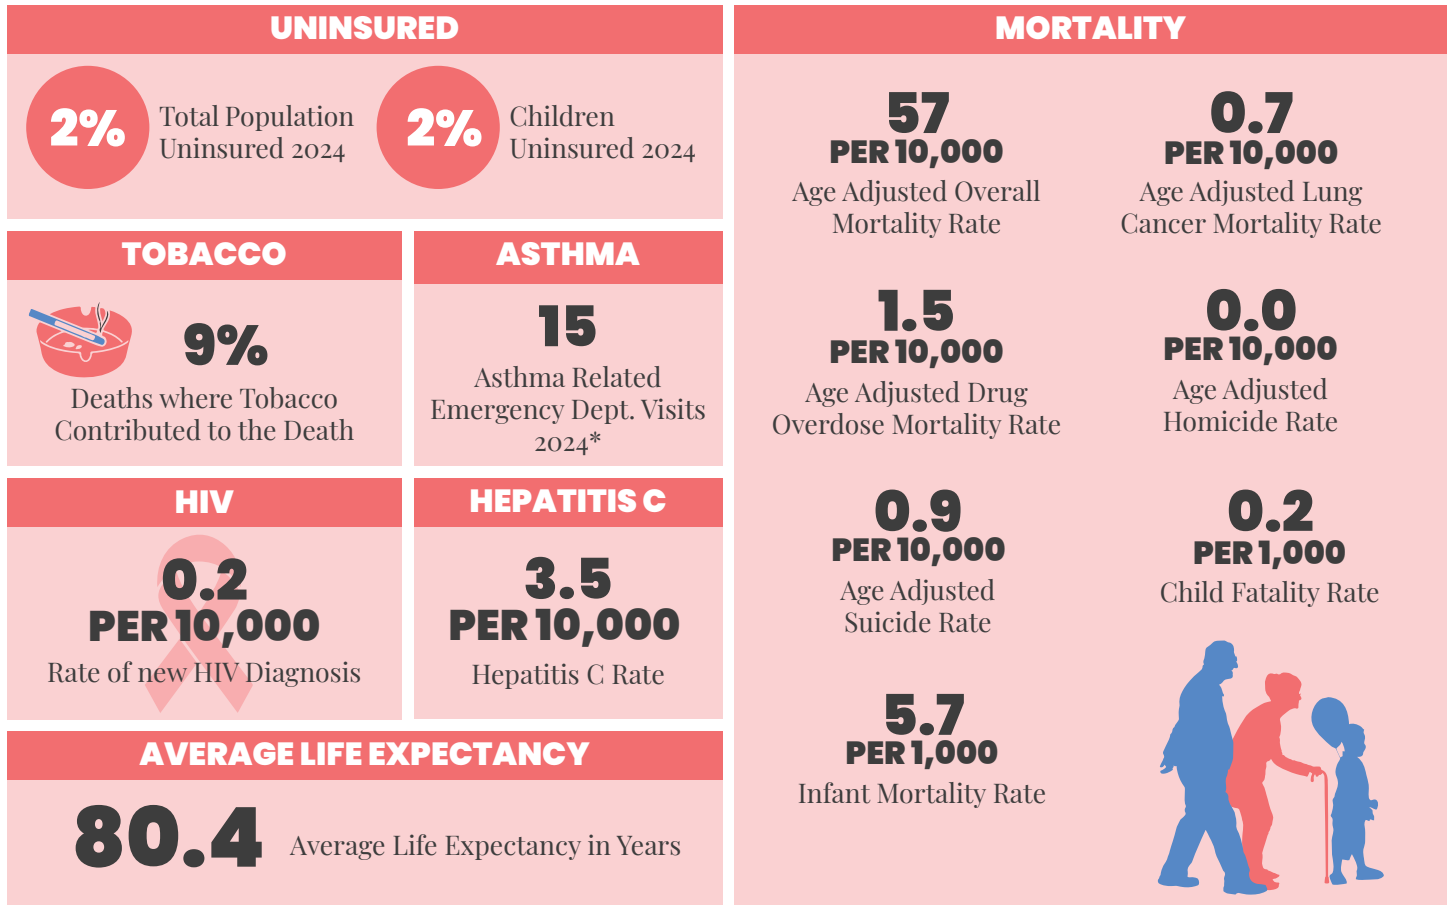 UNINSURED
2%
Total Population
Uninsured 2024
2%
Children
Uninsured 2024
TOBACCO
9%
Deaths where Tobacco
Contributed to the Death
ASTHMA
15
Asthma Related
Emergency Dept. Visits
2024*
HIV
0.2
PER 10,000
Rate of new HIV Diagnosis
HEPATITIS C
3.5
PER 10,000
Hepatitis C Rate
AVERAGE LIFE EXPECTANCY
80.4
Average Life Expectancy in Years
MORTALITY
57
PER 10,000
Age Adjusted Overall
Mortality Rate
0.7
PER 10,000
Age Adjusted Lung
Cancer Mortality Rate
1.5
PER 10,000
Age Adjusted Drug
Overdose Mortality Rate
0.0
PER 10,000
Age Adjusted
Homicide Rate
0.9
PER 10,000
Age Adjusted
Suicide Rate
0.2
PER 1,000
Child Fatality Rate
5.7
PER 1,000
Infant Mortality Rate